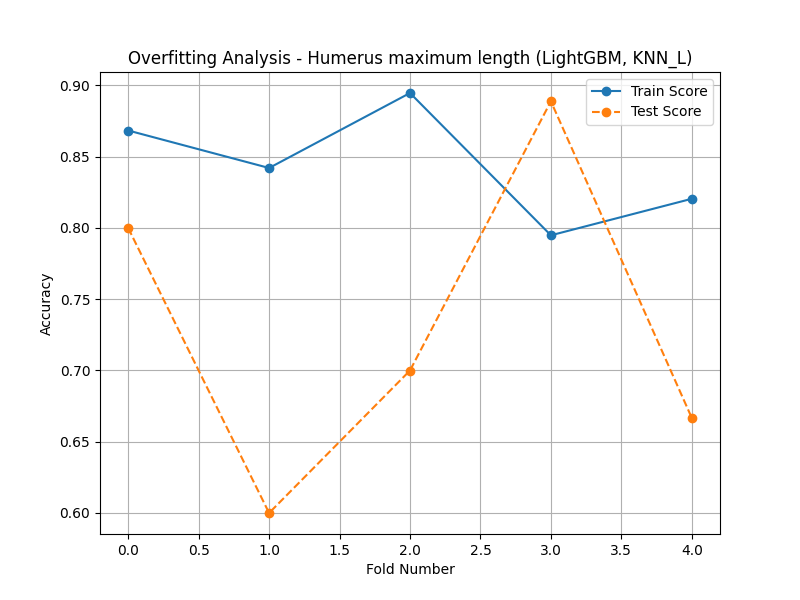 Overfitting Analysis - Humerus maximum length (LightGBM, KNN_L)
Train Score
Test Score
0.90
0.85
0.80
0.75
0.70
0.65
0.60
Accuracy
0.0 0.5 1.0 1.5 2.0 2.5 3.0 3.5 4.0
Fold Number